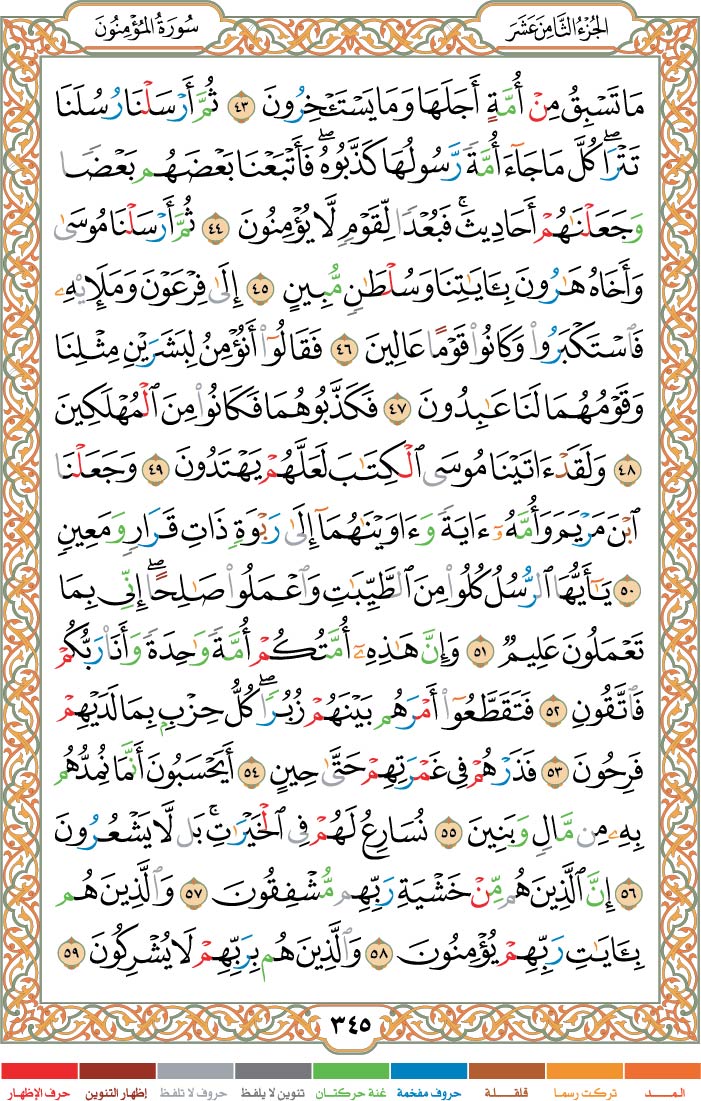 الجُزْءُ الثَّامِنَ عَشَرَ
سُورَةُ المُؤْمِنُونَ
مَا تَسْبِقُ مِنْ أُمَّةٍ أَجَلَهَا وَمَا يَسْتَـْٔخِرُونَ ٤٣ ثُمَّ أَرْسَلْنَا رُسُلَنَا
تَتْرَاۖ كُلَّ مَا جَآءَ أُمَّةً رَّسُولُهَا كَذَّبُوهُۖ فَأَتْبَعْنَا بَعْضَهُم بَعْضًا
وَجَعَلْنَٰهُمْ أَحَادِيثَۚ فَبُعْدًا لِّقَوْمٍ لَّا يُؤْمِنُونَ ٤٤ ثُمَّ أَرْسَلْنَا مُوسَىٰ
وَأَخَاهُ هَٰرُونَ بِـَٔايَٰتِنَا وَسُلْطَٰنٍ مُّبِينٍ ٤٥ إِلَىٰ فِرْعَوْنَ وَمَلَإِي۟هِۦ
فَٱسْتَكْبَرُوا۟ وَكَانُوا۟ قَوْمًا عَالِينَ ٤٦ فَقَالُوٓا۟ أَنُؤْمِنُ لِبَشَرَيْنِ مِثْلِنَا
وَقَوْمُهُمَا لَنَا عَٰبِدُونَ ٤٧ فَكَذَّبُوهُمَا فَكَانُوا۟ مِنَ ٱلْمُهْلَكِينَ
٤٨ وَلَقَدْ ءَاتَيْنَا مُوسَى ٱلْكِتَٰبَ لَعَلَّهُمْ يَهْتَدُونَ ٤٩ وَجَعَلْنَا
ٱبْنَ مَرْيَمَ وَأُمَّهُۥٓ ءَايَةً وَءَاوَيْنَٰهُمَآ إِلَىٰ رَبْوَةٍ ذَاتِ قَرَارٍ وَمَعِينٍ
٥٠ يَٰٓأَيُّهَا ٱلرُّسُلُ كُلُوا۟ مِنَ ٱلطَّيِّبَٰتِ وَٱعْمَلُوا۟ صَٰلِحًاۖ إِنِّى بِمَا
تَعْمَلُونَ عَلِيمٌ ٥١ وَإِنَّ هَٰذِهِۦٓ أُمَّتُكُمْ أُمَّةً وَٰحِدَةً وَأَنَا۠ رَبُّكُمْ
فَٱتَّقُونِ ٥٢ فَتَقَطَّعُوٓا۟ أَمْرَهُم بَيْنَهُمْ زُبُرًاۖ كُلُّ حِزْبٍۭ بِمَا لَدَيْهِمْ
فَرِحُونَ ٥٣ فَذَرْهُمْ فِى غَمْرَتِهِمْ حَتَّىٰ حِينٍ ٥٤ أَيَحْسَبُونَ أَنَّمَا نُمِدُّهُم
بِهِۦ مِن مَّالٍ وَبَنِينَ ٥٥ نُسَارِعُ لَهُمْ فِى ٱلْخَيْرَٰتِۚ بَل لَّا يَشْعُرُونَ
٥٦ إِنَّ ٱلَّذِينَ هُم مِّنْ خَشْيَةِ رَبِّهِم مُّشْفِقُونَ ٥٧ وَٱلَّذِينَ هُم
بِـَٔايَٰتِ رَبِّهِمْ يُؤْمِنُونَ ٥٨ وَٱلَّذِينَ هُم بِرَبِّهِمْ لَا يُشْرِكُونَ ٥٩
٣٤٥
المـــد تركت رسما قلقـــلة حروف مفخمة غنة حركتـــان تنوين لا يلفظ حروف لا تلفظ إظهار التنوين حرف الإظهار